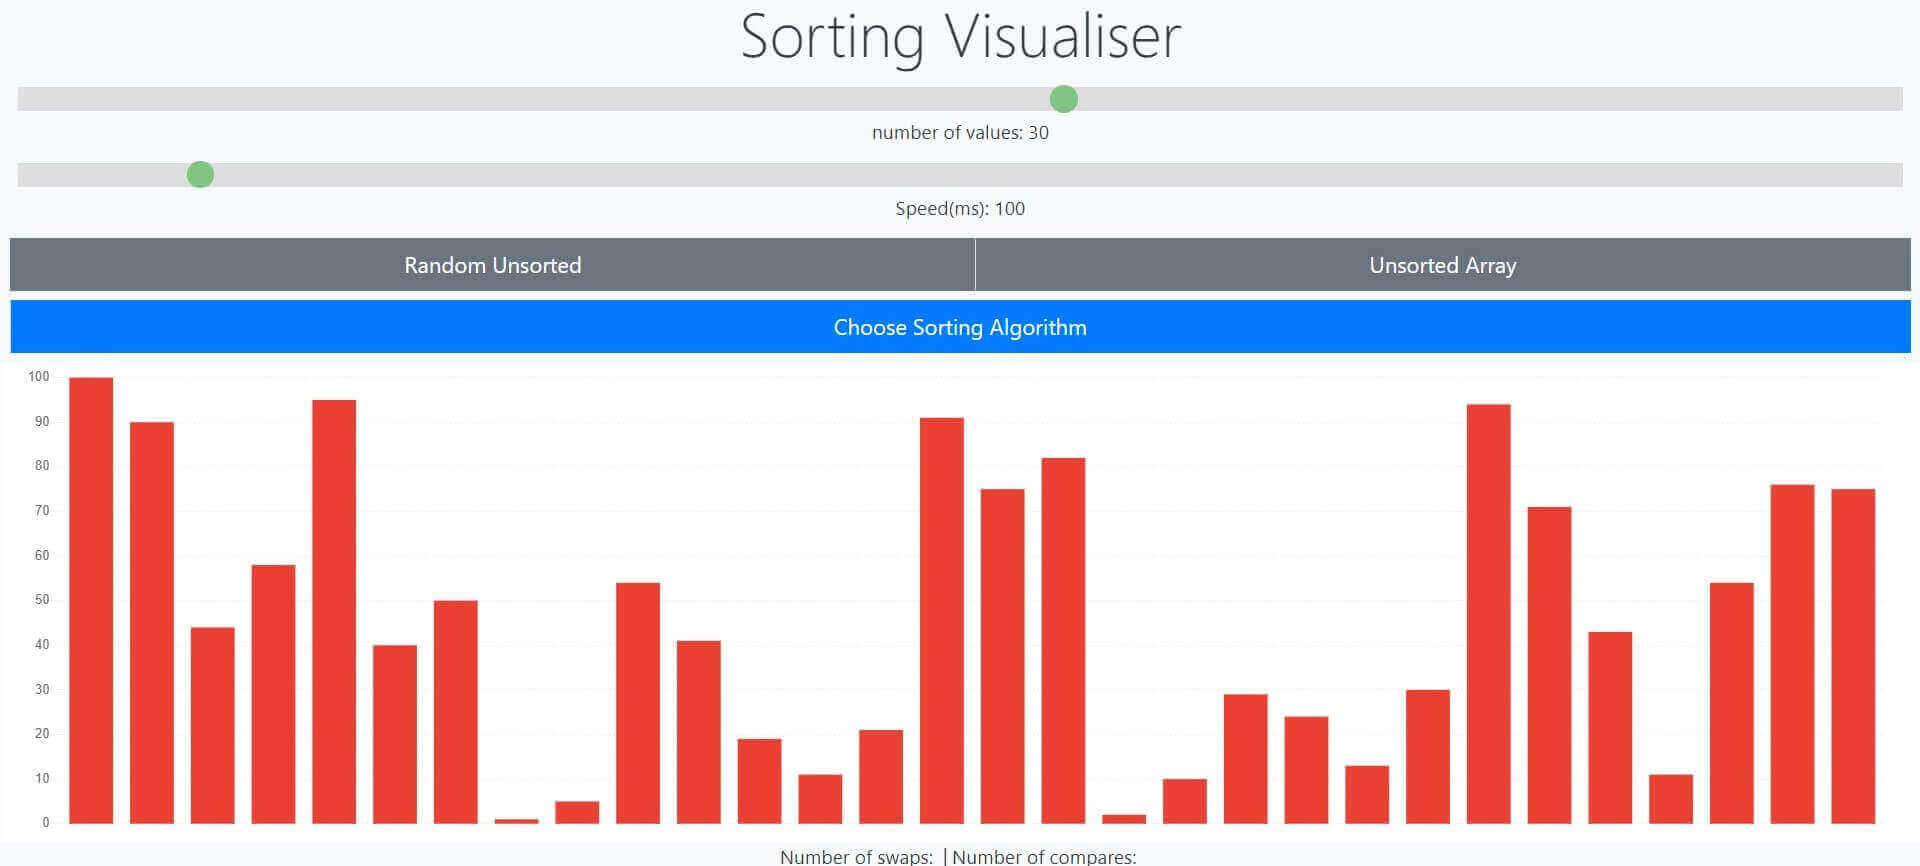 Sorting Visualiser
number of values: 30
Speed(ms): 100
Random Unsorted
Unsorted Array
Choose Sorting Algorithm
100
90
80
70
60
50
40
30
20
10
0
Number of swaps: | Number of compares: